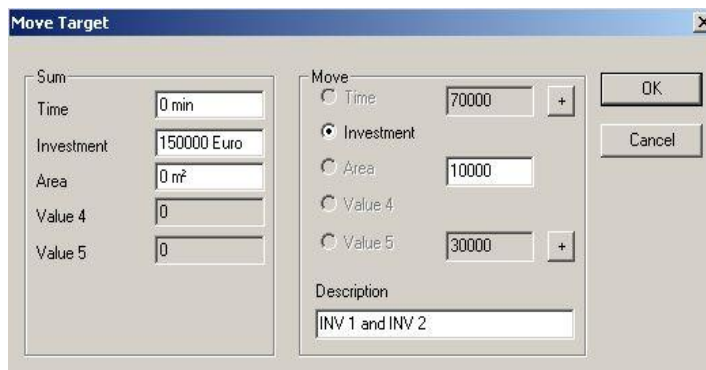 Move Target
Sum
Time 0 min
Investment 150000 Euro
Area 0 m²
Value 4 0
Value 5 0
Move
Time 70000 +
Investment
Area 10000
Value 4
Value 5 30000 +
Description
INV 1 and INV 2
OK
Cancel